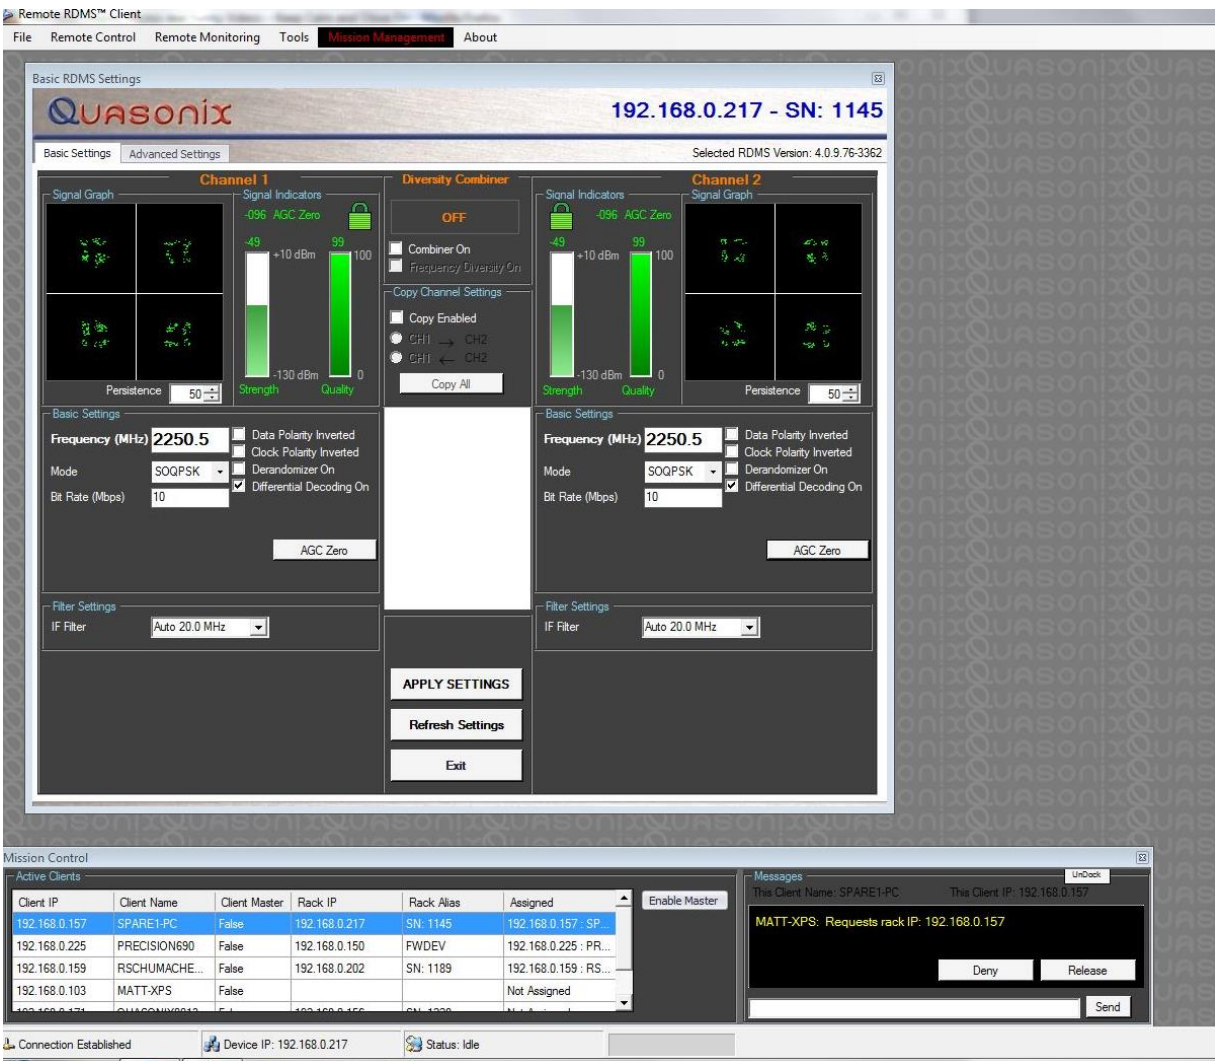 Remote RDMS™ Client
File Remote Control Remote Monitoring Tools Mission Management About
Basic RDMS Settings
Quasonix
192.168.0.217 - SN: 1145
Basic Settings Advanced Settings
Selected RDMS Version: 4.0.9.76-3362
Channel 1
Signal Graph
Signal Indicators
-096 AGC Zero
-49 99
+10 dBm 100
-130 dBm 0
Strength Quality
Persistence 50
Diversity Combiner
OFF
Combiner On
Frequency Diversity On
Copy Channel Settings
Copy Enabled
CH1 → CH2
CH1 ← CH2
Copy All
Channel 2
Signal Indicators
Signal Graph
-096 AGC Zero
-49 99
+10 dBm 100
-130 dBm 0
Strength Quality
Persistence 50
Basic Settings
Frequency (MHz) 2250.5
Mode SOQPSK
Bit Rate (Mbps) 10
Data Polarity Inverted
Clock Polarity Inverted
Derandomizer On
Differential Decoding On
AGC Zero
Filter Settings
IF Filter Auto 20.0 MHz
Basic Settings
Frequency (MHz) 2250.5
Mode SOQPSK
Bit Rate (Mbps) 10
Data Polarity Inverted
Clock Polarity Inverted
Derandomizer On
Differential Decoding On
AGC Zero
Filter Settings
IF Filter Auto 20.0 MHz
APPLY SETTINGS
Refresh Settings
Exit
Mission Control
Active Clients
Client IP Client Name Client Master Rack IP Rack Alias Assigned
192.168.0.157 SPARE1-PC False 192.168.0.217 SN: 1145 192.168.0.157 : SP...
192.168.0.225 PRECISION690 False 192.168.0.150 FWDEV 192.168.0.225 : PR...
192.168.0.159 RSCHUMACHE... False 192.168.0.202 SN: 1189 192.168.0.159 : RS...
192.168.0.103 MATT-XPS False Not Assigned
Enable Master
Messages
UnDock
This Client Name: SPARE1-PC This Client IP: 192.168.0.157
MATT-XPS: Requests rack IP: 192.168.0.157
Deny Release
Send
Connection Established Device IP: 192.168.0.217 Status: Idle